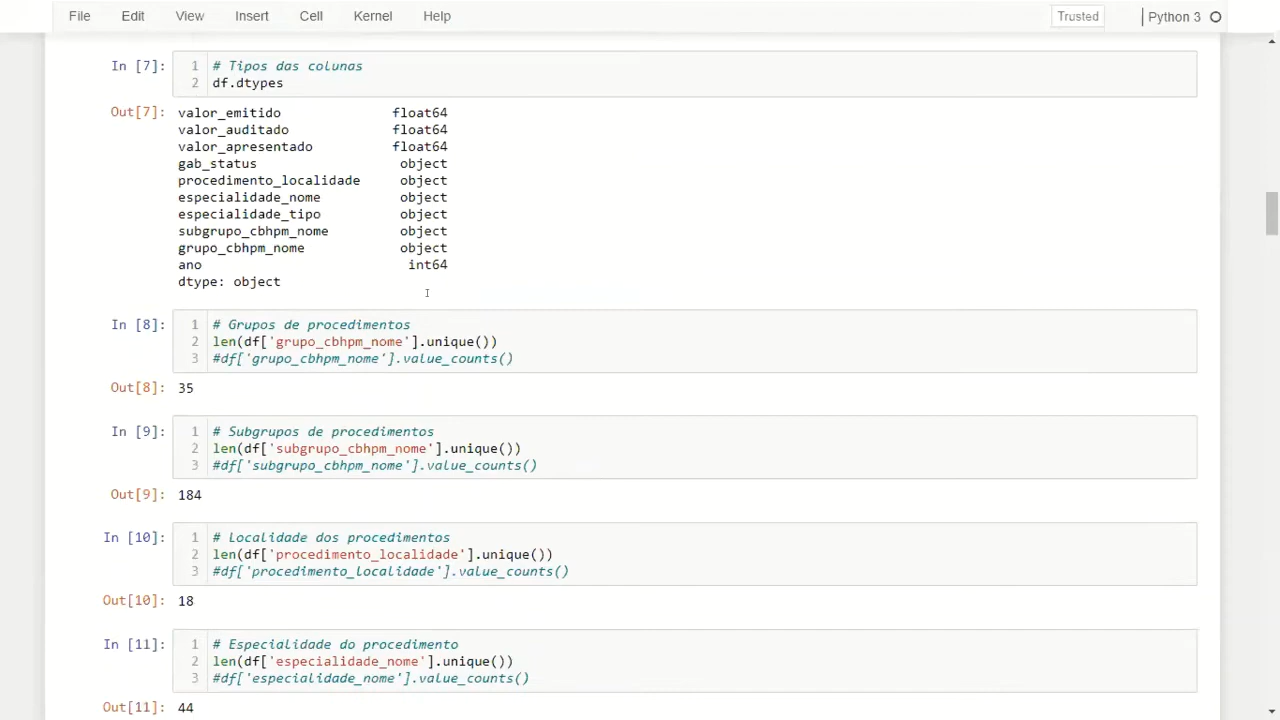 File Edit View Insert Cell Kernel Help Trusted Python 3
In [7]: 1 # Tipos das colunas
2 df.dtypes
Out[7]: valor_emitido float64
valor_auditado float64
valor_apresentado float64
gab_status object
procedimento_localidade object
especialidade_nome object
especialidade_tipo object
subgrupo_cbhpm_nome object
grupo_cbhpm_nome object
ano int64
dtype: object
In [8]: 1 # Grupos de procedimentos
2 len(df['grupo_cbhpm_nome'].unique())
3 #df['grupo_cbhpm_nome'].value_counts()
Out[8]: 35
In [9]: 1 # Subgrupos de procedimentos
2 len(df['subgrupo_cbhpm_nome'].unique())
3 #df['subgrupo_cbhpm_nome'].value_counts()
Out[9]: 184
In [10]: 1 # Localidade dos procedimentos
2 len(df['procedimento_localidade'].unique())
3 #df['procedimento_localidade'].value_counts()
Out[10]: 18
In [11]: 1 # Especialidade do procedimento
2 len(df['especialidade_nome'].unique())
3 #df['especialidade_nome'].value_counts()
Out[11]: 44